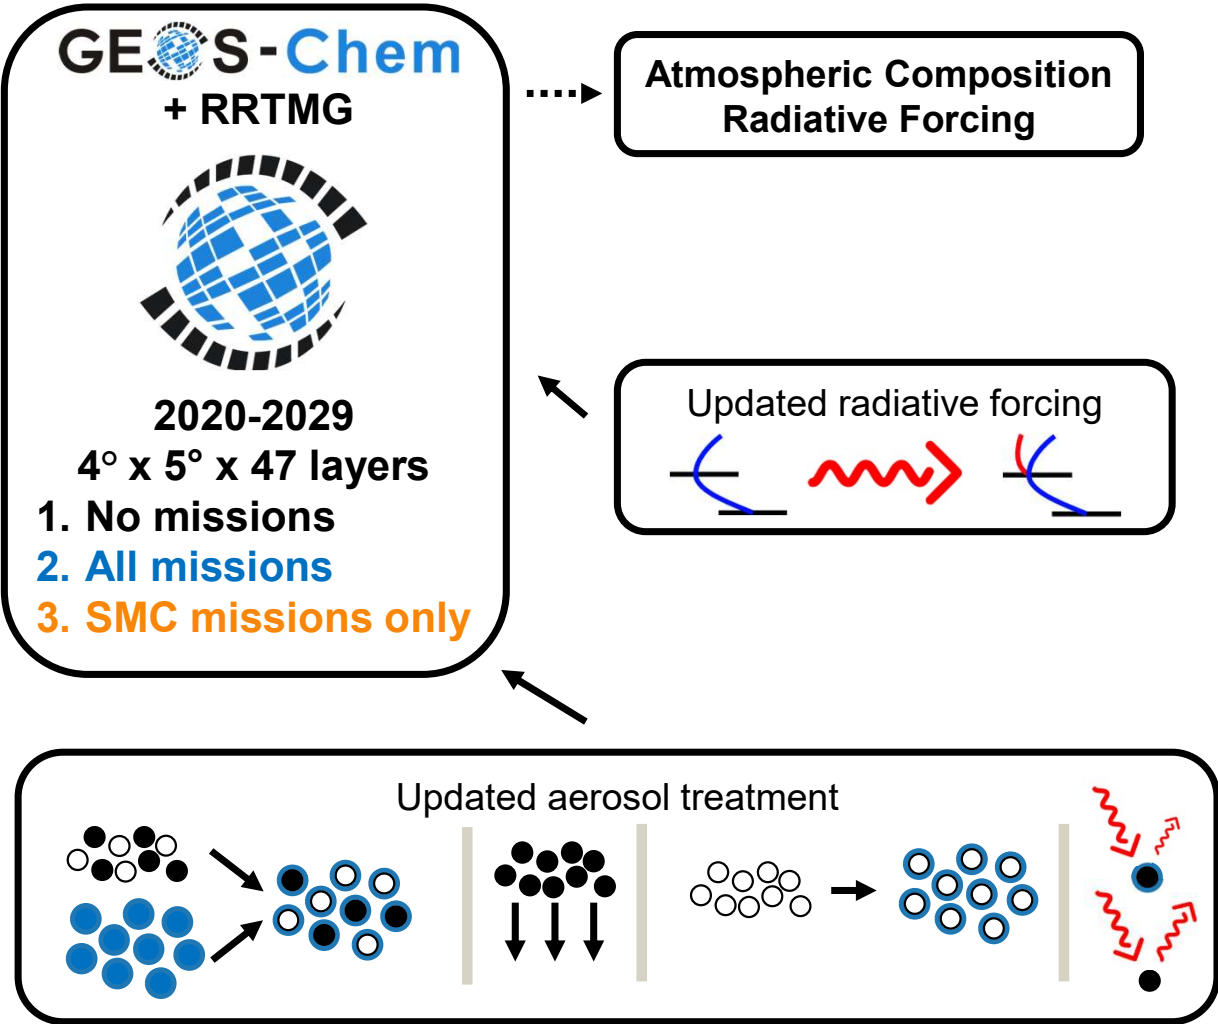 GEOS-Chem
+ RRTMG
2020-2029
4° x 5° x 47 layers
1. No missions
2. All missions
3. SMC missions only
Atmospheric Composition
Radiative Forcing
Updated radiative forcing
Updated aerosol treatment